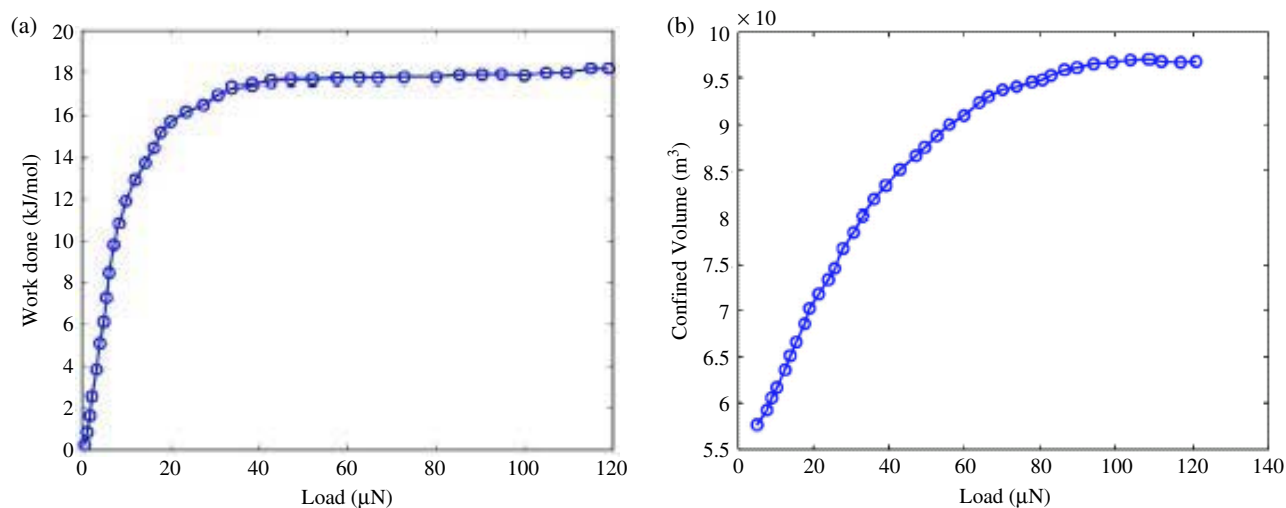 (a)
20
18
16
14
12
10
8
6
4
2
0
Work done (kJ/mol)
0 20 40 60 80 100 120
Load (μN)
(b)
× 10
10
9.5
9
8.5
8
7.5
7
6.5
6
5.5
Confined Volume (m³)
0 20 40 60 80 100 120 140
Load (μN)